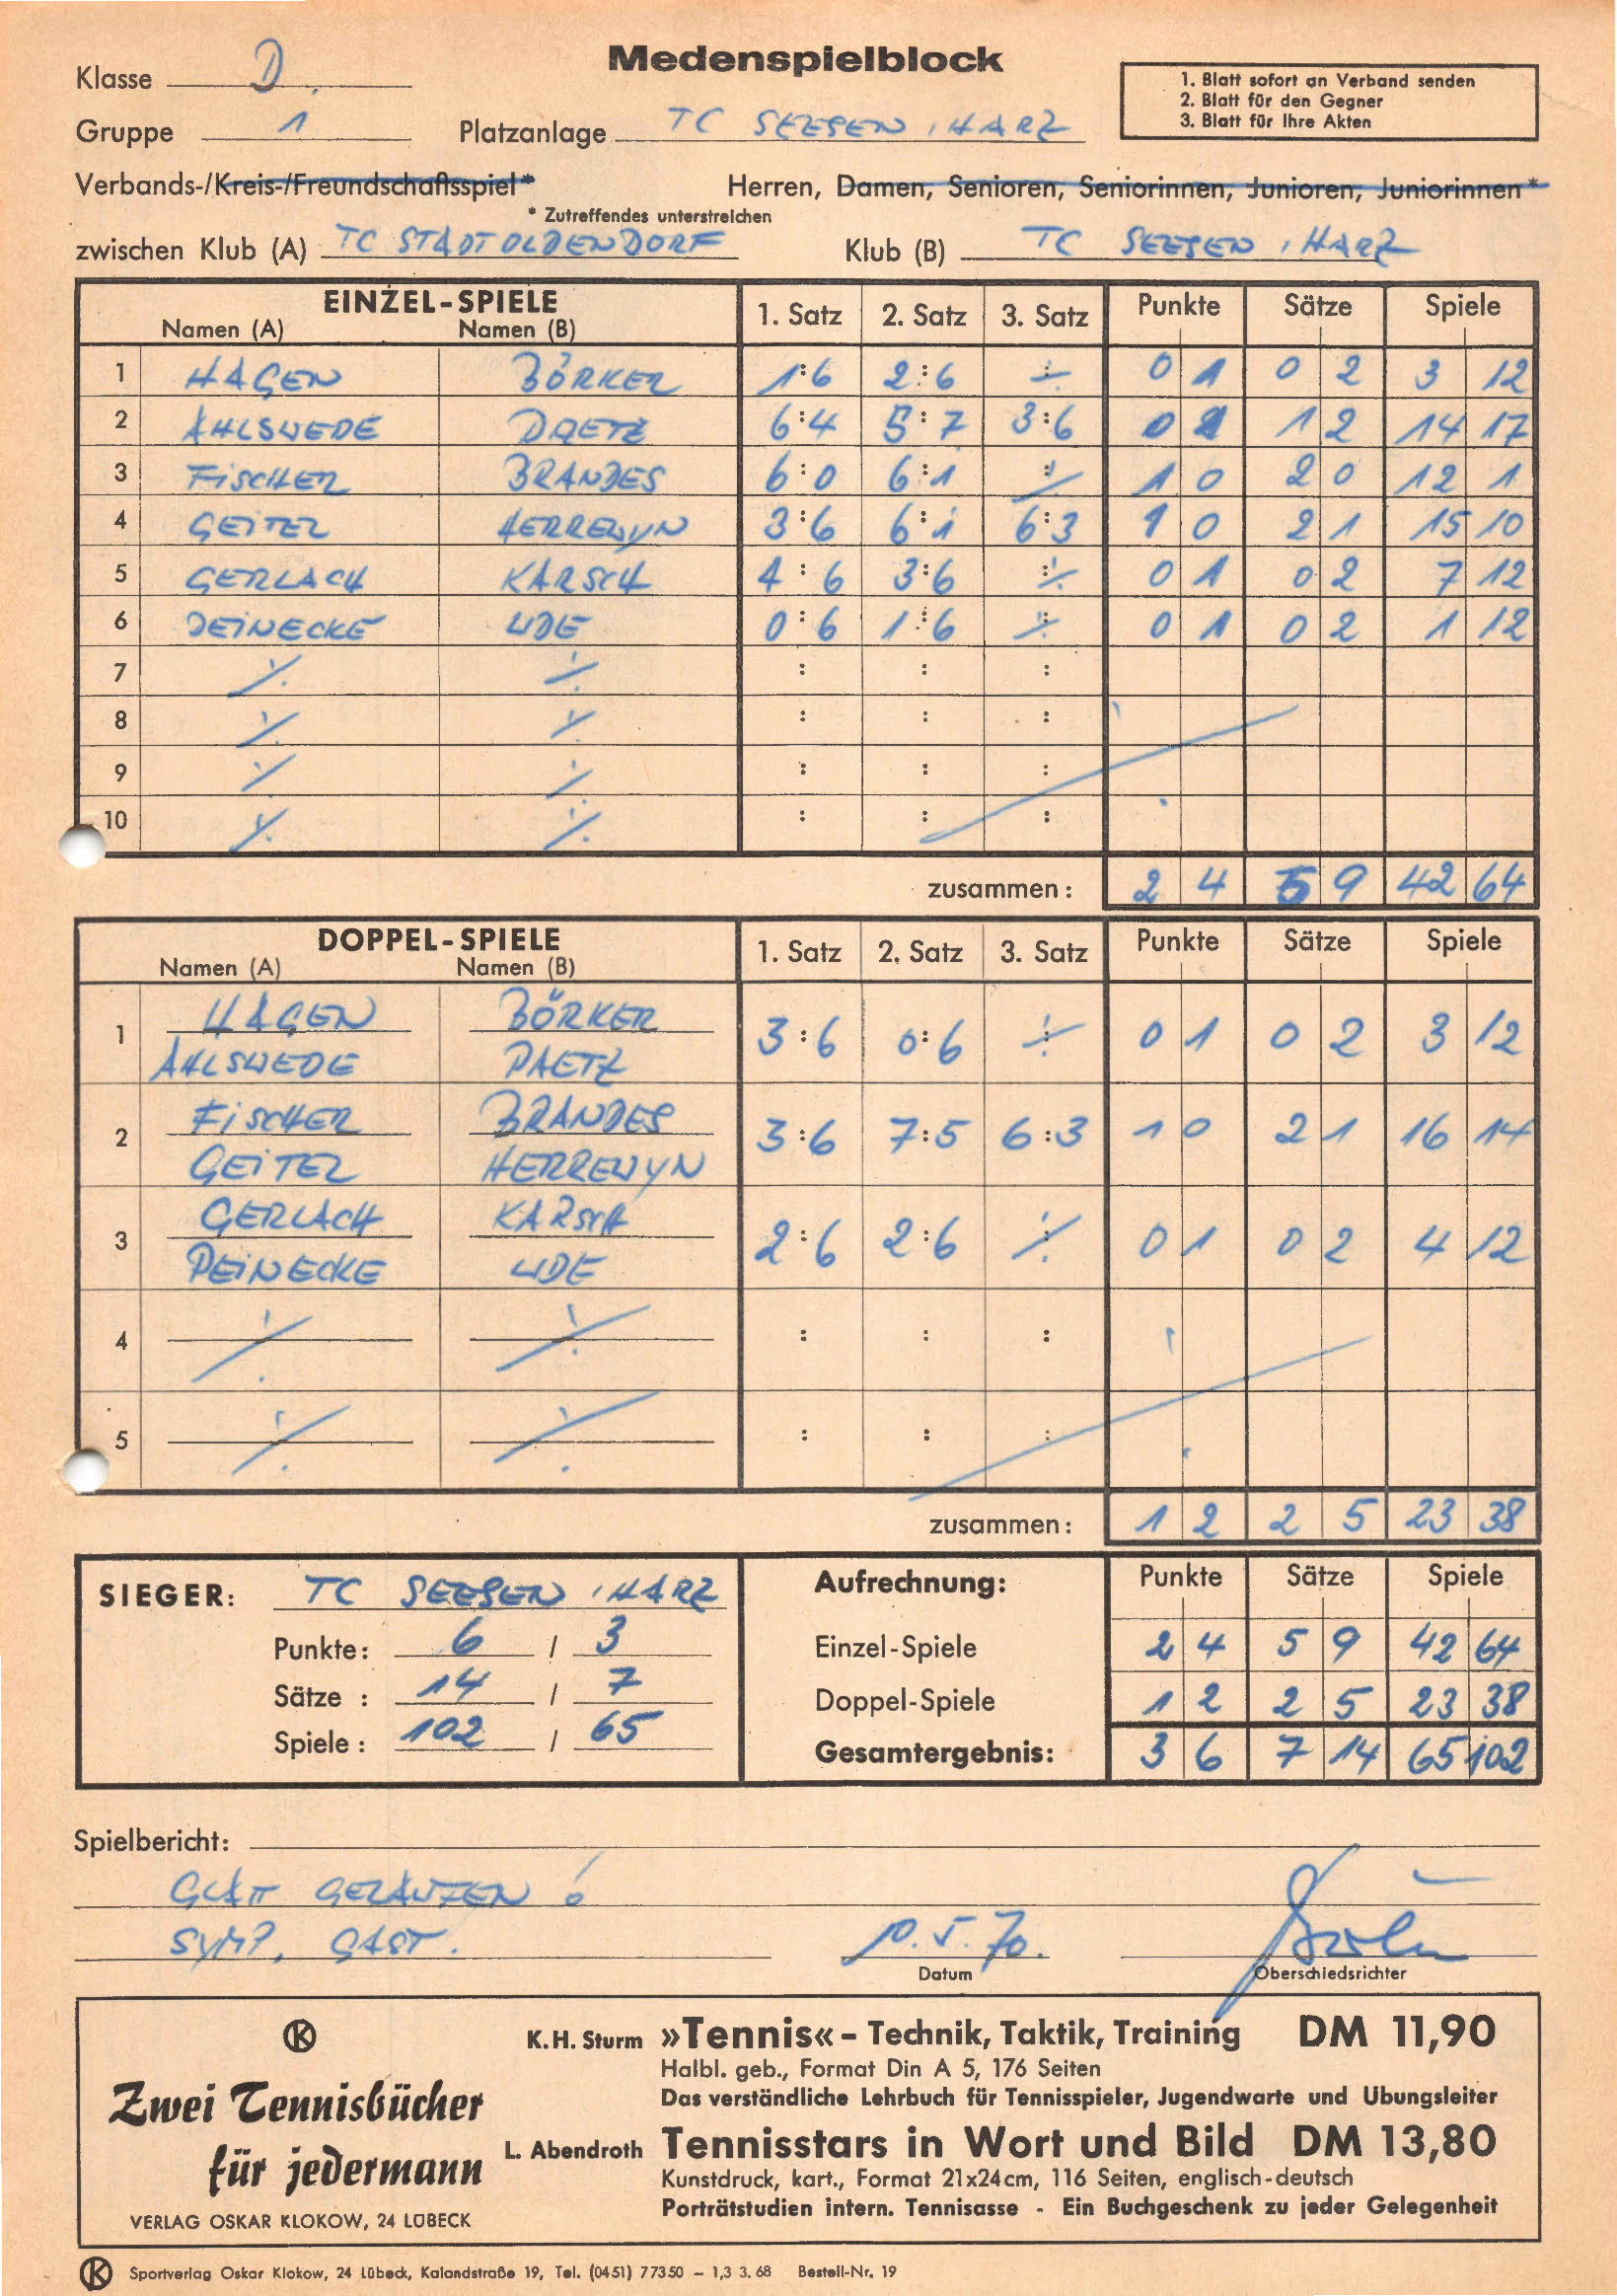 Medenspielblock
Klasse D.
1. Blatt sofort an Verband senden
2. Blatt für den Gegner
3. Blatt für Ihre Akten
Gruppe 1 Platzanlage TC SEESEN, HARZ
Verbands-/Kreis-/Freundschaftsspiel* Herren, Damen, Senioren, Seniorinnen, Junioren, Juniorinnen*
* Zutreffendes unterstreichen
zwischen Klub (A) TC STADTOLDENDORF Klub (B) TC SEESEN, HARZ
EINZEL-SPIELE 1. Satz 2. Satz 3. Satz Punkte Sätze Spiele
Namen (A) Namen (B)
1 HAGEN BÖRKER 1:6 2:6 ÷ 0 1 0 2 3 12
2 AHLSWEDE PAETZ 6:4 5:7 3:6 0 1 1 2 14 17
3 FISCHER BRANDES 6:0 6:1 ÷ 1 0 2 0 12 1
4 GEITEL HERREWYN 3:6 6:1 6:3 1 0 2 1 15 10
5 GERLACH KARSCH 4:6 3:6 ÷ 0 1 0 2 7 12
6 DEINECKE UDE 0:6 1:6 ÷ 0 1 0 2 1 12
7 ÷ ÷ : : :
8 ÷ ÷ : : :
9 ÷ ÷ : : :
10 ÷ ÷ : : :
zusammen: 2 4 5 9 42 64
DOPPEL-SPIELE 1. Satz 2. Satz 3. Satz Punkte Sätze Spiele
Namen (A) Namen (B)
HAGEN BÖRKER
1 3:6 0:6 ÷ 0 1 0 2 3 12
AHLSWEDE PAETZ
FISCHER BRANDES
2 3:6 7:5 6:3 1 0 2 1 16 14
GEITEL HERREWYN
GERLACH KARSCH
3 2:6 2:6 ÷ 0 1 0 2 4 12
DEINECKE UDE
4 ÷ ÷ : : :
5 ÷ ÷ : : :
zusammen: 1 2 2 5 23 38
SIEGER: TC SEESEN, HARZ Aufrechnung: Punkte Sätze Spiele
Punkte: 6 / 3 Einzel-Spiele 2 4 5 9 42 64
Sätze : 14 / 7 Doppel-Spiele 1 2 2 5 23 38
Spiele : 102 / 65 Gesamtergebnis: 3 6 7 14 65 102
Spielbericht:
GLATT GELAUFEN !
SYMP. GAST. 10.5.70.
Datum Oberschiedsrichter
K
Zwei Tennisbücher
für jedermann
VERLAG OSKAR KLOKOW, 24 LÜBECK
K. H. Sturm »Tennis« – Technik, Taktik, Training DM 11,90
Halbl. geb., Format Din A 5, 176 Seiten
Das verständliche Lehrbuch für Tennisspieler, Jugendwarte und Übungsleiter
L. Abendroth Tennisstars in Wort und Bild DM 13,80
Kunstdruck, kart., Format 21x24cm, 116 Seiten, englisch-deutsch
Porträtstudien intern. Tennisasse - Ein Buchgeschenk zu jeder Gelegenheit
K Sportverlag Oskar Klokow, 24 Lübeck, Kalandstraße 19, Tel. (0451) 77350 – 1,3 3. 68 Bestell-Nr. 19